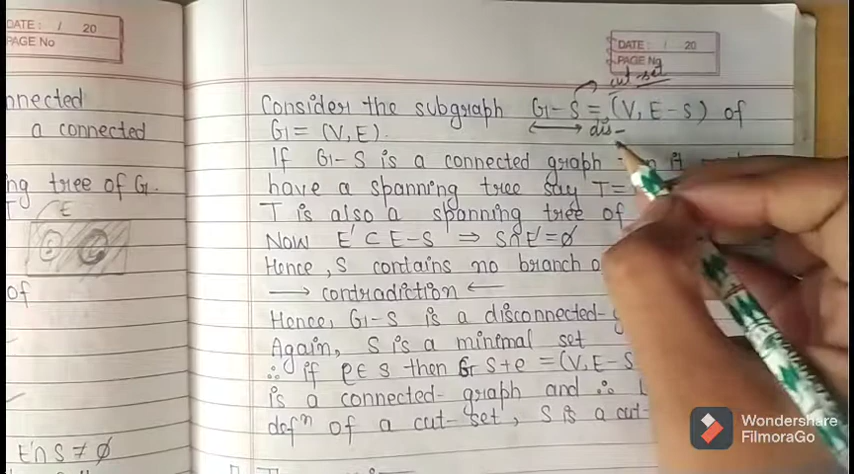 DATE: / 20
PAGE No
nnected
a connected
ng tree of G.
E
of
E'∩S ≠ ∅
DATE: / 20
PAGE No
cut-set
Consider the subgraph G-S = (V, E-S) of
dis-
G = (V, E).
If G-S is a connected graph
have a spanning tree say T=
T is also a spanning tree of
Now E' ⊂ E-S ⇒ S∩E'=∅
Hence, S contains no branch o
⟶ contradiction ⟵
Hence, G-S is a disconnected-
Again, S is a minimal set
∴ if e ∈ S then G S+e = (V, E-S
is a connected-graph and ∴
defⁿ of a cut-set, S is a cut-
Wondershare
FilmoraGo